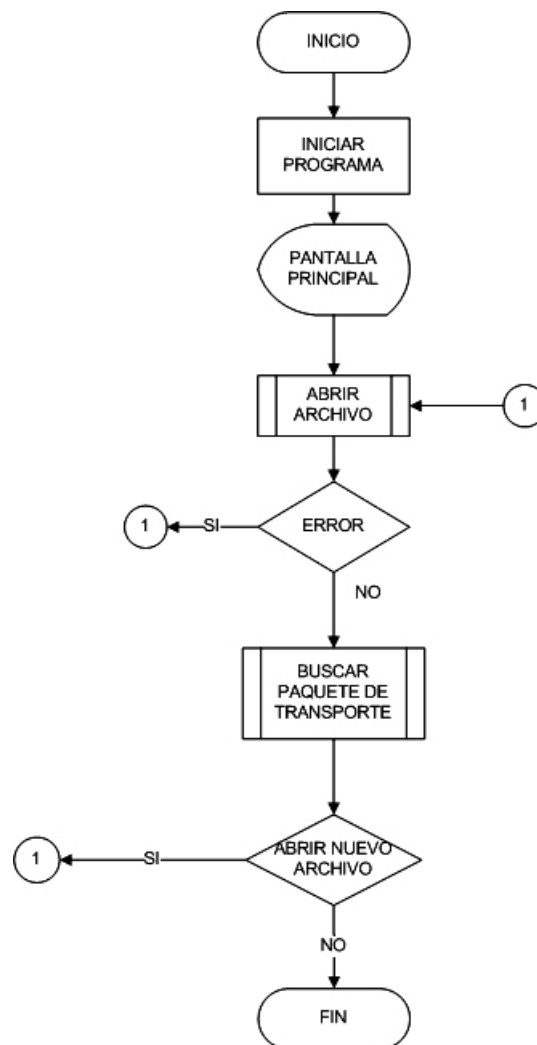 INICIO
INICIAR
PROGRAMA
PANTALLA
PRINCIPAL
ABRIR
ARCHIVO
1
ERROR
SI
1
NO
BUSCAR
PAQUETE DE
TRANSPORTE
ABRIR NUEVO
ARCHIVO
SI
1
NO
FIN